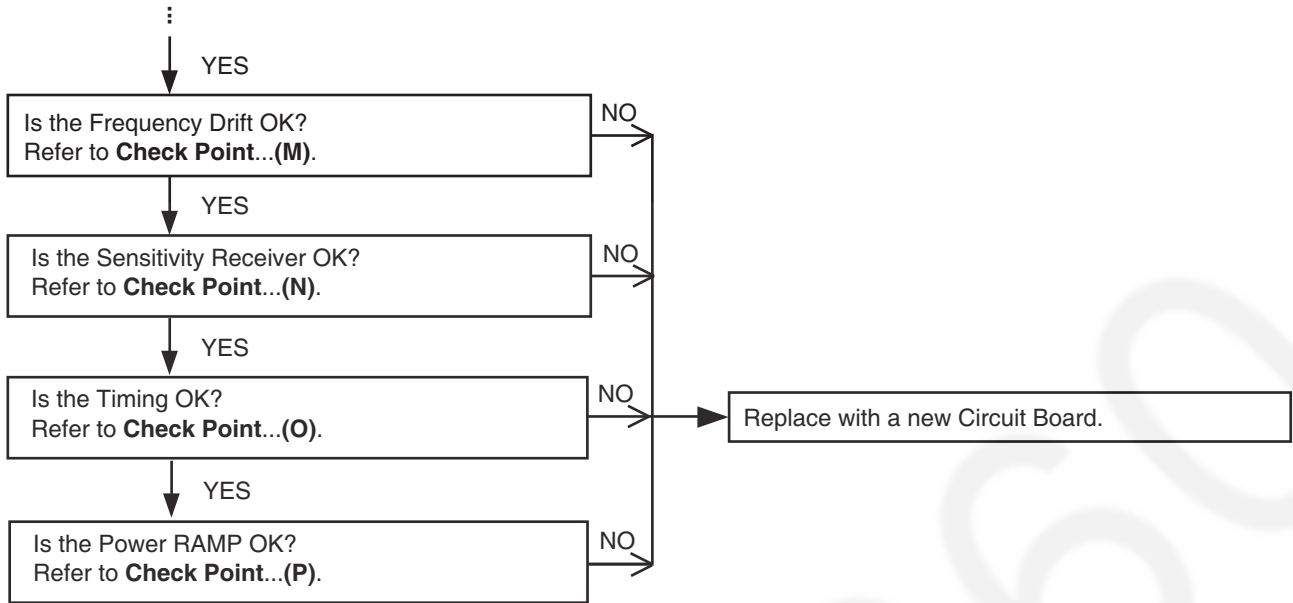 ⋮
YES
Is the Frequency Drift OK?
Refer to Check Point...(M).
NO
YES
Is the Sensitivity Receiver OK?
Refer to Check Point...(N).
NO
YES
Is the Timing OK?
Refer to Check Point...(O).
NO
Replace with a new Circuit Board.
YES
Is the Power RAMP OK?
Refer to Check Point...(P).
NO